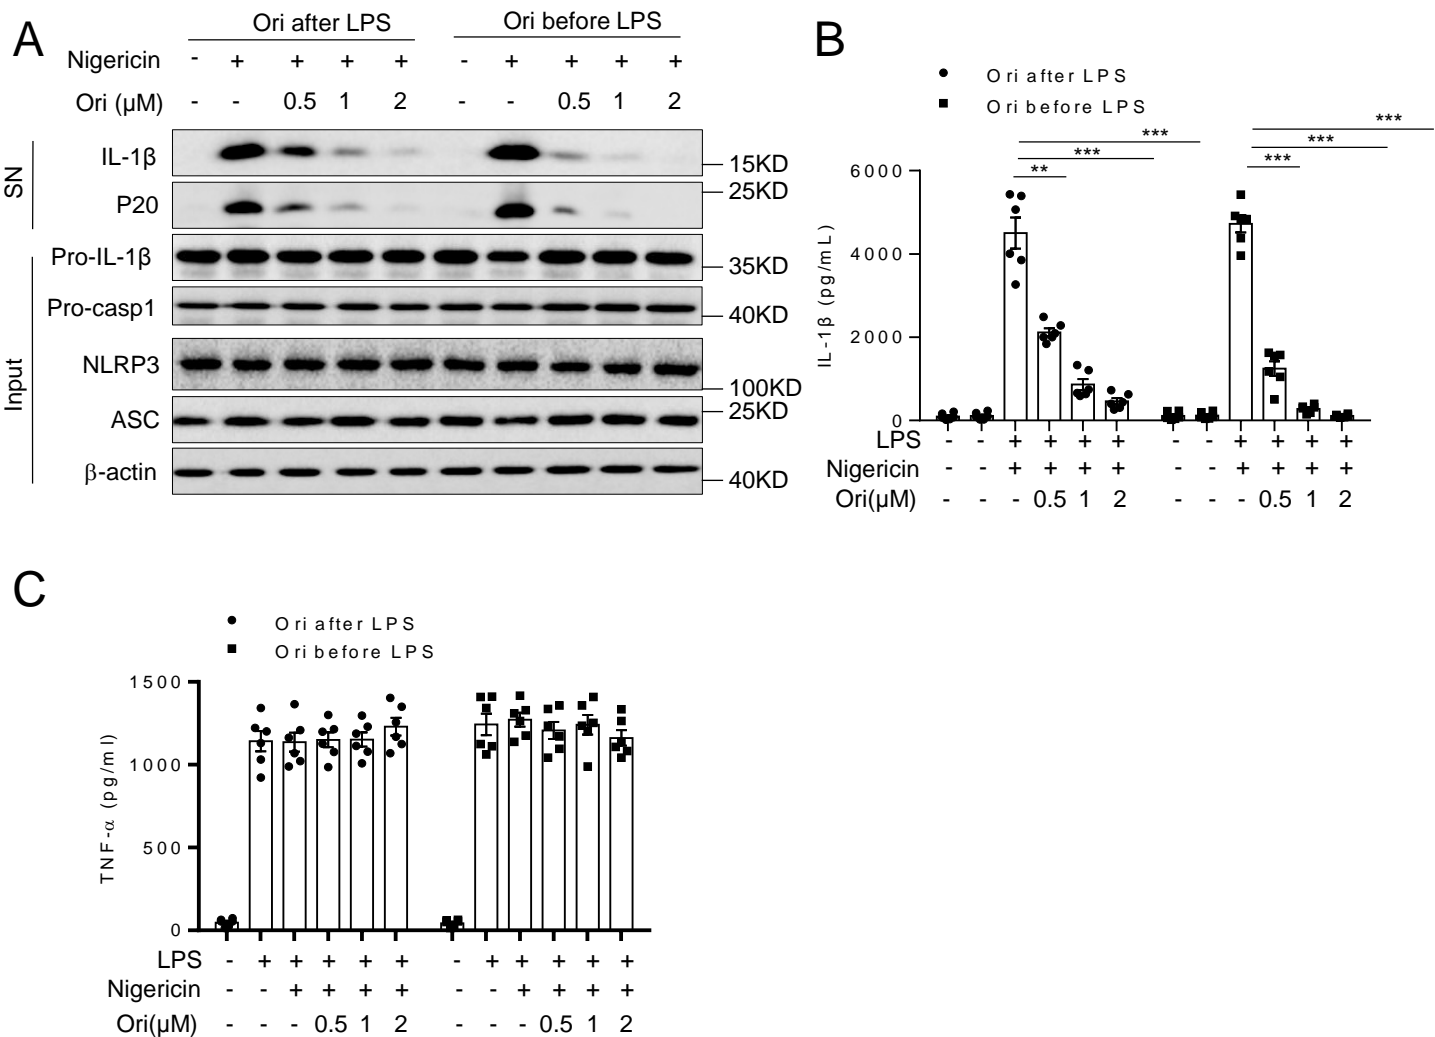 A
Ori after LPS
Ori before LPS
Nigericin - + + + + - + + + +
Ori (μM) - - 0.5 1 2 - - 0.5 1 2
SN
IL-1β
15KD
P20
25KD
Input
Pro-IL-1β
35KD
Pro-casp1
40KD
NLRP3
100KD
ASC
25KD
β-actin
40KD
B
Ori after LPS
Ori before LPS
*** *** **
*** *** ***
IL-1β (pg/mL)
6000
4000
2000
0
LPS - - + + + + - - + + + +
Nigericin - - + + + + - - + + + +
Ori(μM) - - - 0.5 1 2 - - - 0.5 1 2
C
Ori after LPS
Ori before LPS
TNF-α (pg/ml)
1500
1000
500
0
LPS - + + + + + - + + + + +
Nigericin - - + + + + - - + + + +
Ori(μM) - - - 0.5 1 2 - - - 0.5 1 2